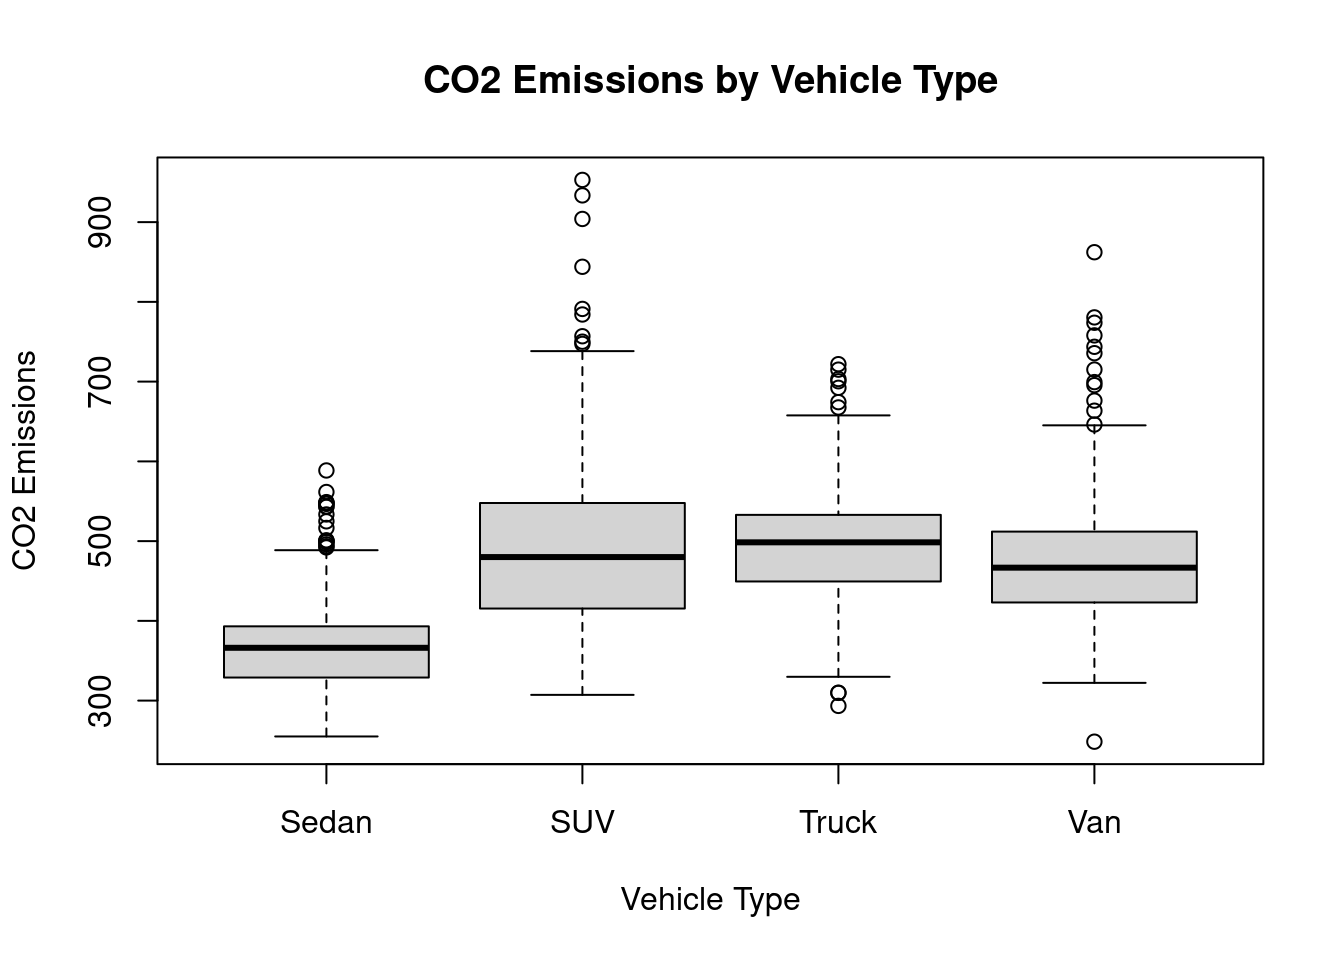 CO2 Emissions by Vehicle Type
CO2 Emissions
900
700
500
300
Sedan SUV Truck Van
Vehicle Type